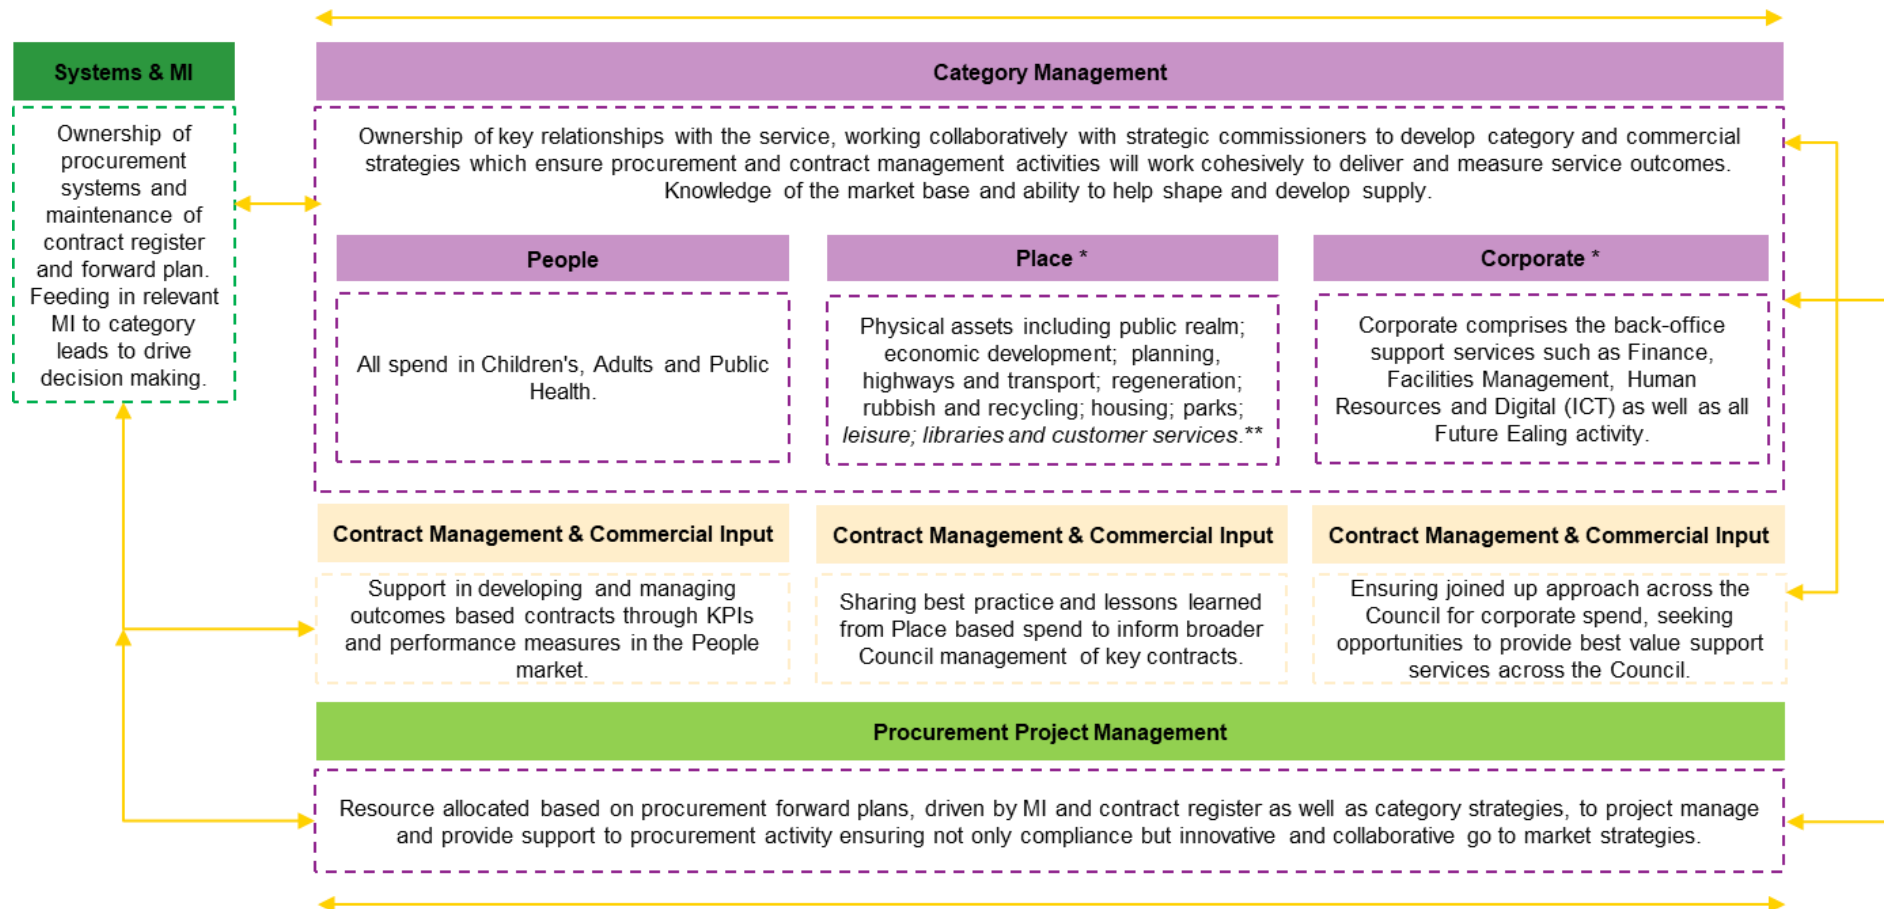 Systems & MI
Ownership of
procurement
systems and
maintenance of
contract register
and forward plan.
Feeding in relevant
MI to category
leads to drive
decision making.
Category Management
Ownership of key relationships with the service, working collaboratively with strategic commissioners to develop category and commercial
strategies which ensure procurement and contract management activities will work cohesively to deliver and measure service outcomes.
Knowledge of the market base and ability to help shape and develop supply.
People
All spend in Children's, Adults and Public
Health.
Place *
Physical assets including public realm;
economic development; planning,
highways and transport; regeneration;
rubbish and recycling; housing; parks;
leisure; libraries and customer services.**
Corporate *
Corporate comprises the back-office
support services such as Finance,
Facilities Management, Human
Resources and Digital (ICT) as well as all
Future Ealing activity.
Contract Management & Commercial Input
Support in developing and managing
outcomes based contracts through KPIs
and performance measures in the People
market.
Contract Management & Commercial Input
Sharing best practice and lessons learned
from Place based spend to inform broader
Council management of key contracts.
Contract Management & Commercial Input
Ensuring joined up approach across the
Council for corporate spend, seeking
opportunities to provide best value support
services across the Council.
Procurement Project Management
Resource allocated based on procurement forward plans, driven by MI and contract register as well as category strategies, to project manage
and provide support to procurement activity ensuring not only compliance but innovative and collaborative go to market strategies.